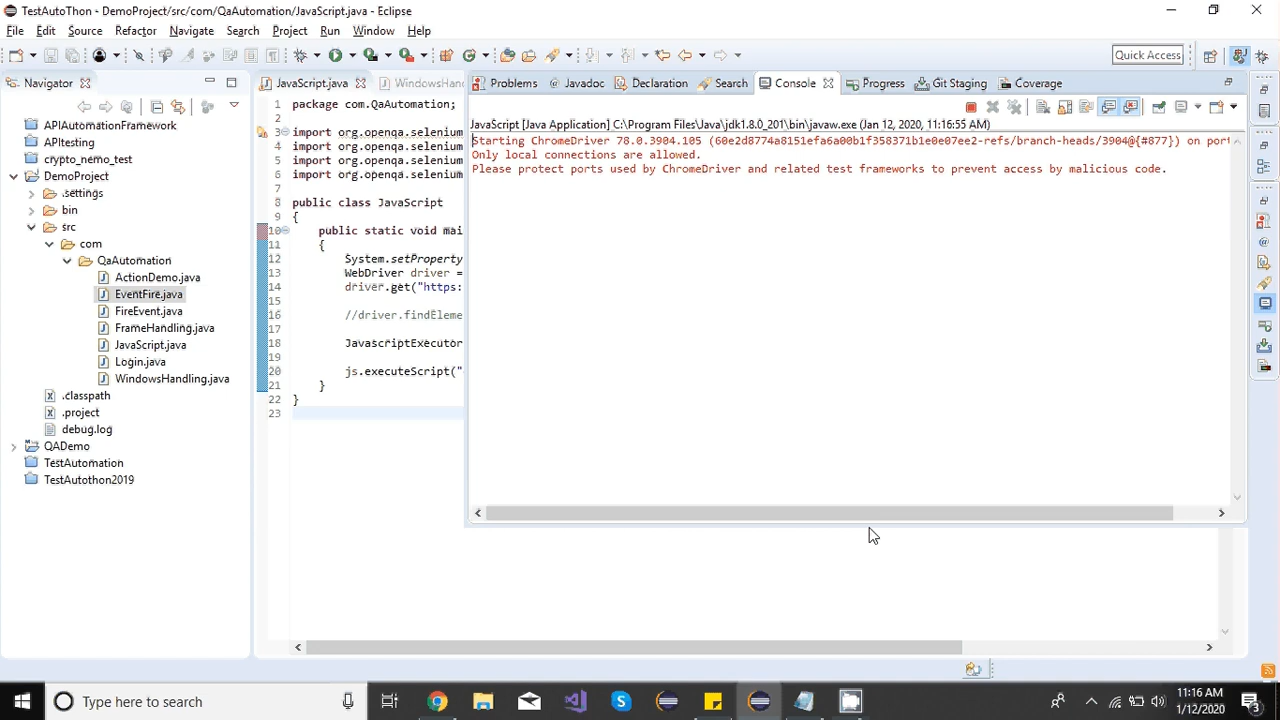 TestAutoThon - DemoProject/src/com/QaAutomation/JavaScript.java - Eclipse
File Edit Source Refactor Navigate Search Project Run Window Help
Quick Access
Navigator
APIAutomationFramework
APItesting
crypto_nemo_test
DemoProject
.settings
bin
src
com
QaAutomation
ActionDemo.java
EventFire.java
FireEvent.java
FrameHandling.java
JavaScript.java
Login.java
WindowsHandling.java
.classpath
.project
debug.log
QADemo
TestAutomation
TestAutothon2019
JavaScript.java WindowsHan
1 package com.QaAutomation;
2
3 import org.openqa.selenium
4 import org.openqa.selenium
5 import org.openqa.selenium
6 import org.openqa.selenium
7
8 public class JavaScript
9 {
10 public static void mai
11 {
12 System.setProperty
13 WebDriver driver =
14 driver.get("https:
15
16 //driver.findEleme
17
18 JavascriptExecutor
19
20 js.executeScript("
21 }
22 }
23
Problems @ Javadoc Declaration Search Console Progress Git Staging Coverage
JavaScript [Java Application] C:\Program Files\Java\jdk1.8.0_201\bin\javaw.exe (Jan 12, 2020, 11:16:55 AM)
Starting ChromeDriver 78.0.3904.105 (60e2d8774a8151efa6a00b1f358371b1e0e07ee2-refs/branch-heads/3904@{#877}) on port
Only local connections are allowed.
Please protect ports used by ChromeDriver and related test frameworks to prevent access by malicious code.
Type here to search
11:16 AM
1/12/2020
3